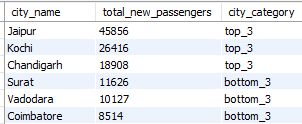 city_name total_new_passengers city_category
Jaipur 45856 top_3
Kochi 26416 top_3
Chandigarh 18908 top_3
Surat 11626 bottom_3
Vadodara 10127 bottom_3
Coimbatore 8514 bottom_3